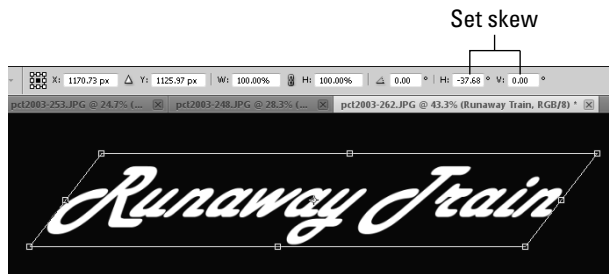 Set skew
X: 1170.73 px Y: 1125.97 px W: 100.00% H: 100.00% 0.00 ° H: -37.68 ° V: 0.00 °
pct2003-253.JPG @ 24.7% (... pct2003-248.JPG @ 28.3% (... pct2003-262.JPG @ 43.3% (Runaway Train, RGB/8) *
Runaway Train